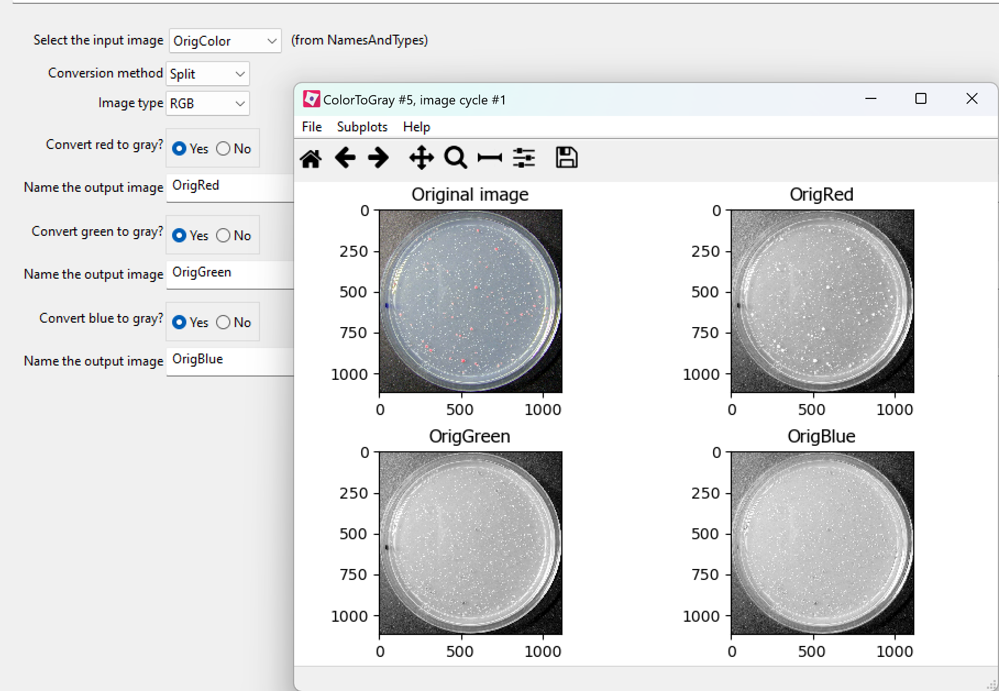 Select the input image OrigColor (from NamesAndTypes)
Conversion method Split
Image type RGB
Convert red to gray? Yes No
Name the output image OrigRed
Convert green to gray? Yes No
Name the output image OrigGreen
Convert blue to gray? Yes No
Name the output image OrigBlue
ColorToGray #5, image cycle #1
File Subplots Help
Original image
0
250
500
750
1000
0 500 1000
OrigRed
0
250
500
750
1000
0 500 1000
OrigGreen
0
250
500
750
1000
0 500 1000
OrigBlue
0
250
500
750
1000
0 500 1000